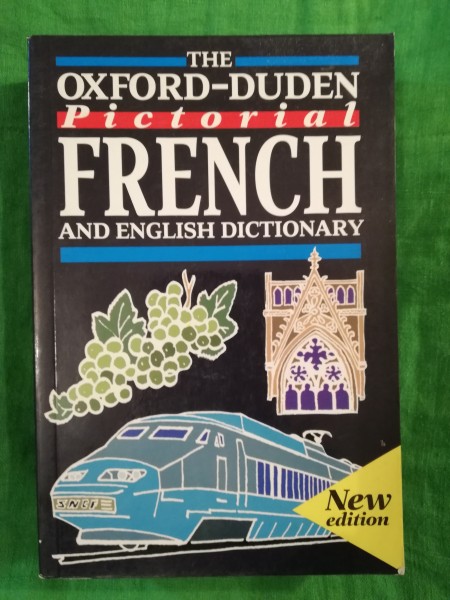 THE
OXFORD-DUDEN
Pictorial
FRENCH
AND ENGLISH DICTIONARY
SNCF
New
edition